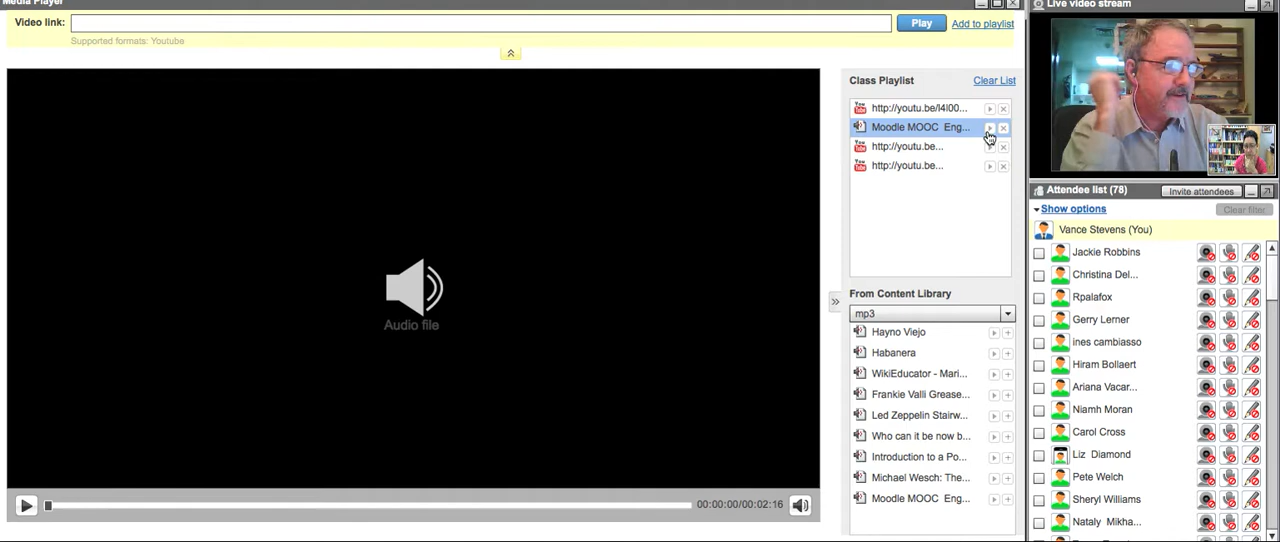 Media Player
Video link:
Play
Add to playlist
Supported formats: Youtube
Class Playlist
Clear List
You http://youtu.be/l4l00...
Moodle MOOC Eng...
You http://youtu.be...
You http://youtu.be...
Audio file
From Content Library
mp3
Hayno Viejo
Habanera
WikiEducator - Mari...
Frankie Valli Grease...
Led Zeppelin Stairw...
Who can it be now b...
Introduction to a Po...
Michael Wesch: The...
Moodle MOOC Eng...
00:00:00/00:02:16
Live video stream
Attendee list (78)
Invite attendees
Show options
Clear filter
Vance Stevens (You)
Jackie Robbins
Christina Del...
Rpalafox
Gerry Lerner
ines cambiasso
Hiram Bollaert
Ariana Vacar...
Niamh Moran
Carol Cross
Liz Diamond
Pete Welch
Sheryl Williams
Nataly Mikha...